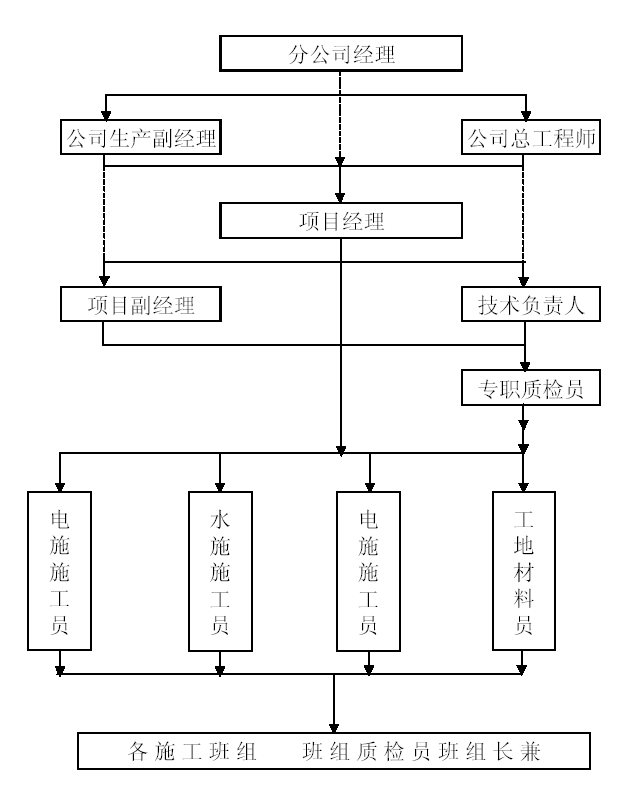 分公司经理
公司生产副经理
公司总工程师
项目经理
项目副经理
技术负责人
专职质检员
电施施工员
水施施工员
电施施工员
工地材料员
各施工班组 班组质检员班组长兼